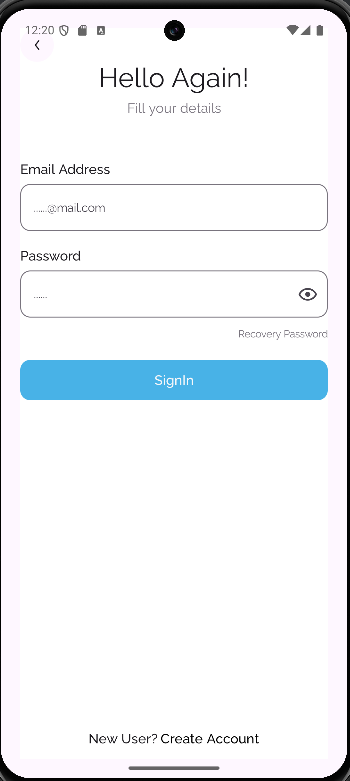 12:20
Hello Again!
Fill your details
Email Address
......@mail.com
Password
......
Recovery Password
SignIn
New User? Create Account